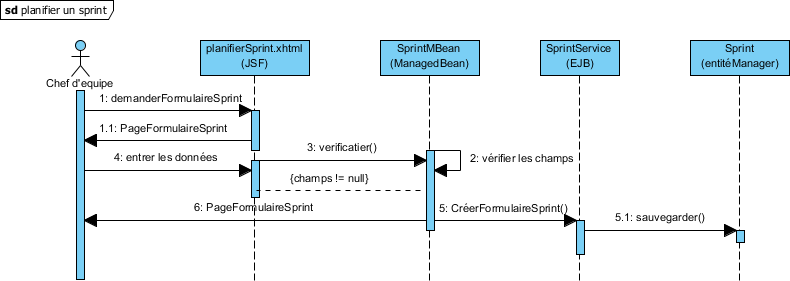 sd planifier un sprint
planifierSprint.xhtml
(JSF)
SprintMBean
(ManagedBean)
SprintService
(EJB)
Sprint
(entitéManager)
Chef d'equipe
1: demanderFormulaireSprint
1.1: PageFormulaireSprint
3: verificatier()
4: entrer les données
2: vérifier les champs
{champs != null}
6: PageFormulaireSprint
5: CréerFormulaireSprint()
5.1: sauvegarder()